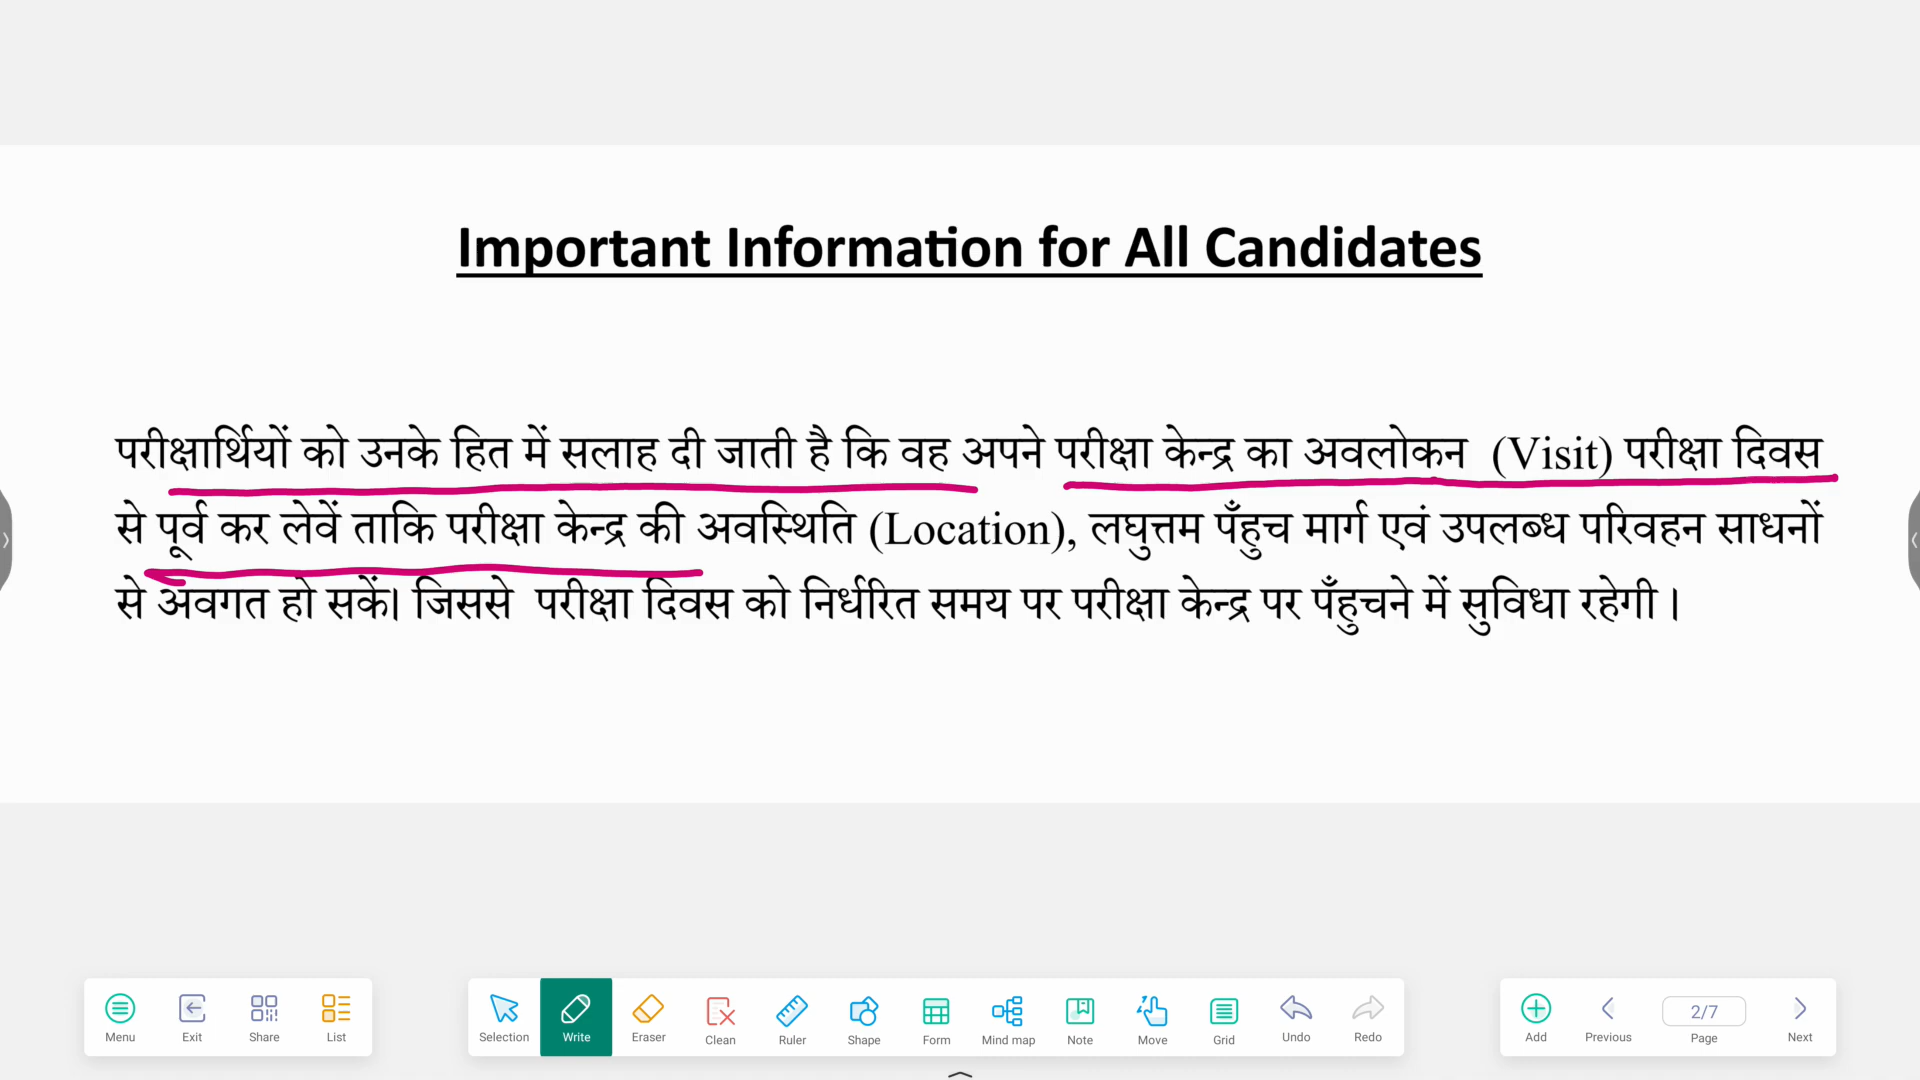 Important Information for All Candidates
परीक्षार्थियों को उनके हित में सलाह दी जाती है कि वह अपने परीक्षा केन्द्र का अवलोकन (Visit) परीक्षा दिवस
से पूर्व कर लेवें ताकि परीक्षा केन्द्र की अवस्थिति (Location), लघुत्तम पँहुच मार्ग एवं उपलब्ध परिवहन साधनों
से अवगत हो सकें। जिससे परीक्षा दिवस को निर्धरित समय पर परीक्षा केन्द्र पर पँहुचने में सुविधा रहेगी।
Menu Exit Share List Selection Write Eraser Clean Ruler Shape Form Mind map Note Move Grid Undo Redo Add Previous 2/7 Page Next